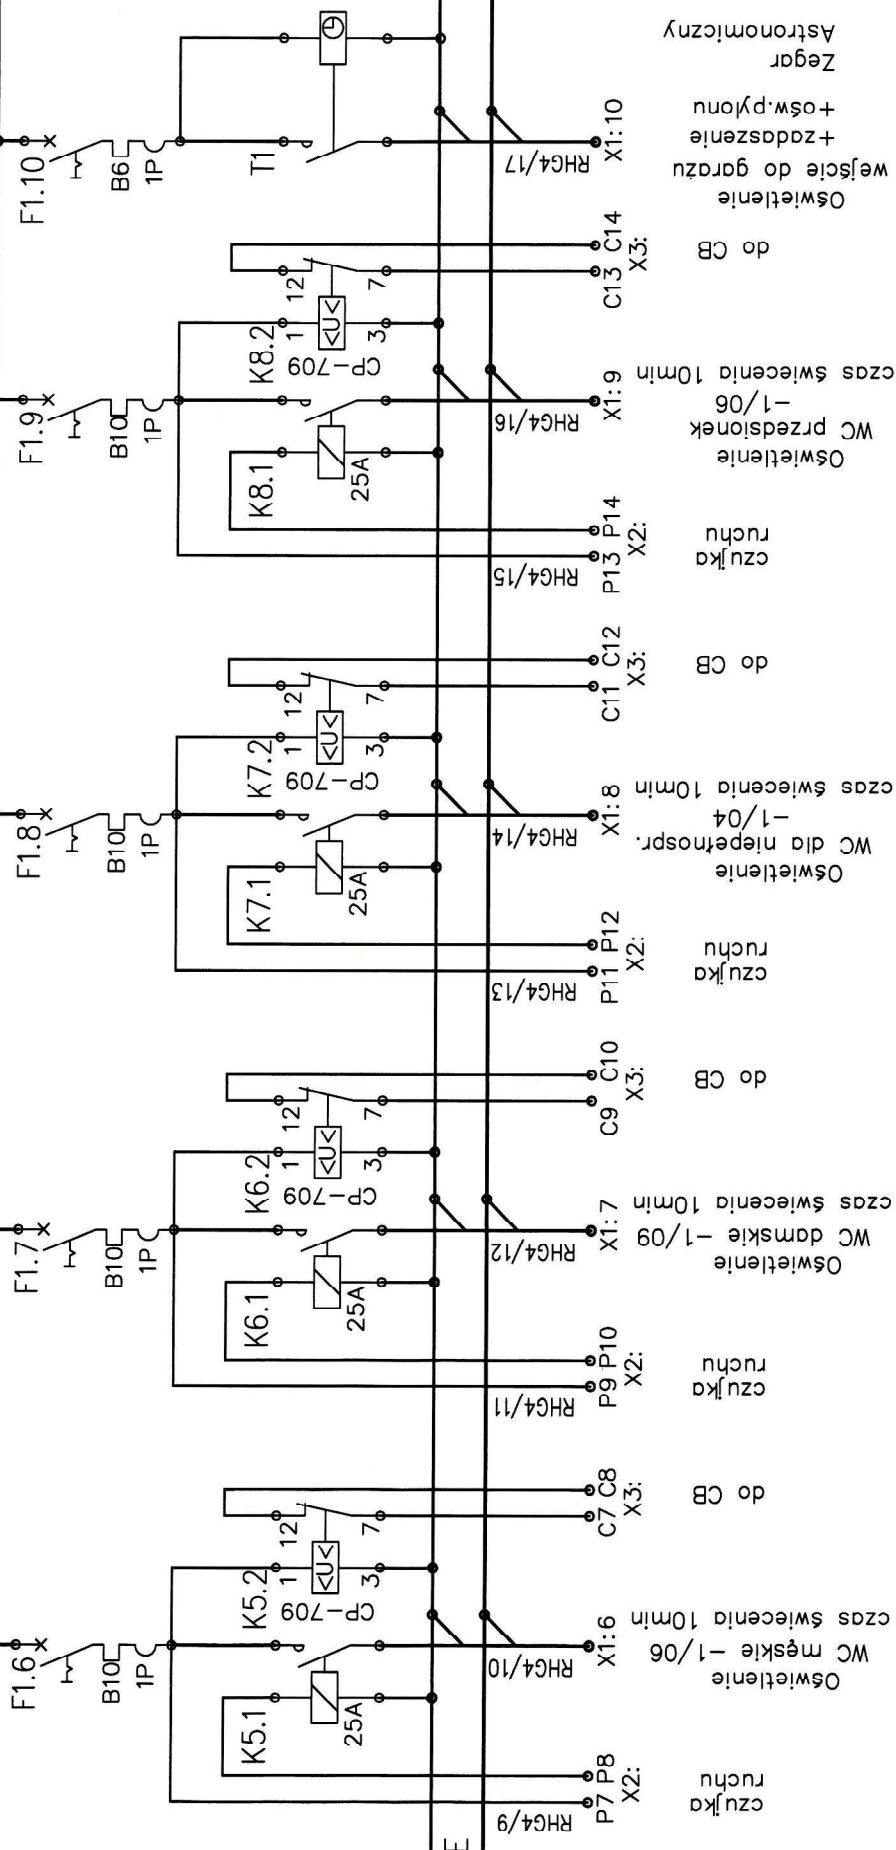 F1.10
B6
1P
T1
RHG4/17
X1:10
Oświetlenie
wejście do garażu
+zadaszenie
+ośw.pylonu
Zegar
Astronomiczny
12
7
C13 C14
X3:
do CB
K8.2
1
3
CP-709
<U<
F1.9
B10
1P
RHG4/16
X1:9
Oświetlenie
WC przedsionek
-1/06
czas świecenia 10min
K8.1
25A
P13 P14
X2:
RHG4/15
czujka
ruchu
12
7
C11 C12
X3:
do CB
K7.2
1
3
CP-709
<U<
F1.8
B10
1P
RHG4/14
X1:8
Oświetlenie
WC dla niepełnospr.
-1/04
czas świecenia 10min
K7.1
25A
P11 P12
X2:
RHG4/13
czujka
ruchu
12
7
C9 C10
X3:
do CB
K6.2
1
3
CP-709
<U<
F1.7
B10
1P
RHG4/12
X1:7
Oświetlenie
WC damskie -1/09
czas świecenia 10min
K6.1
25A
P9 P10
X2:
RHG4/11
czujka
ruchu
12
7
C7 C8
X3:
do CB
K5.2
1
3
CP-709
<U<
F1.6
B10
1P
RHG4/10
X1:6
Oświetlenie
WC męskie -1/06
czas świecenia 10min
K5.1
25A
P7 P8
X2:
RHG4/9
czujka
ruchu